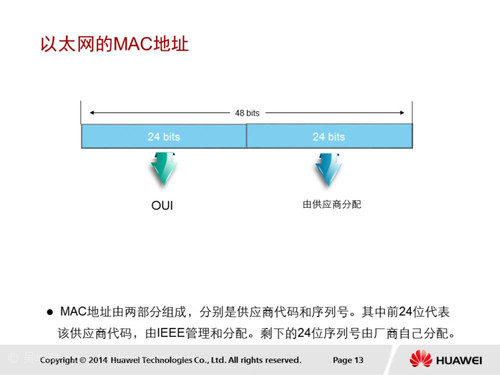 以太网的MAC地址
48 bits
24 bits 24 bits
OUI 由供应商分配
● MAC地址由两部分组成，分别是供应商代码和序列号。其中前24位代表
该供应商代码，由IEEE管理和分配。剩下的24位序列号由厂商自己分配。
Copyright © 2014 Huawei Technologies Co., Ltd. All rights reserved. Page 13 HUAWEI